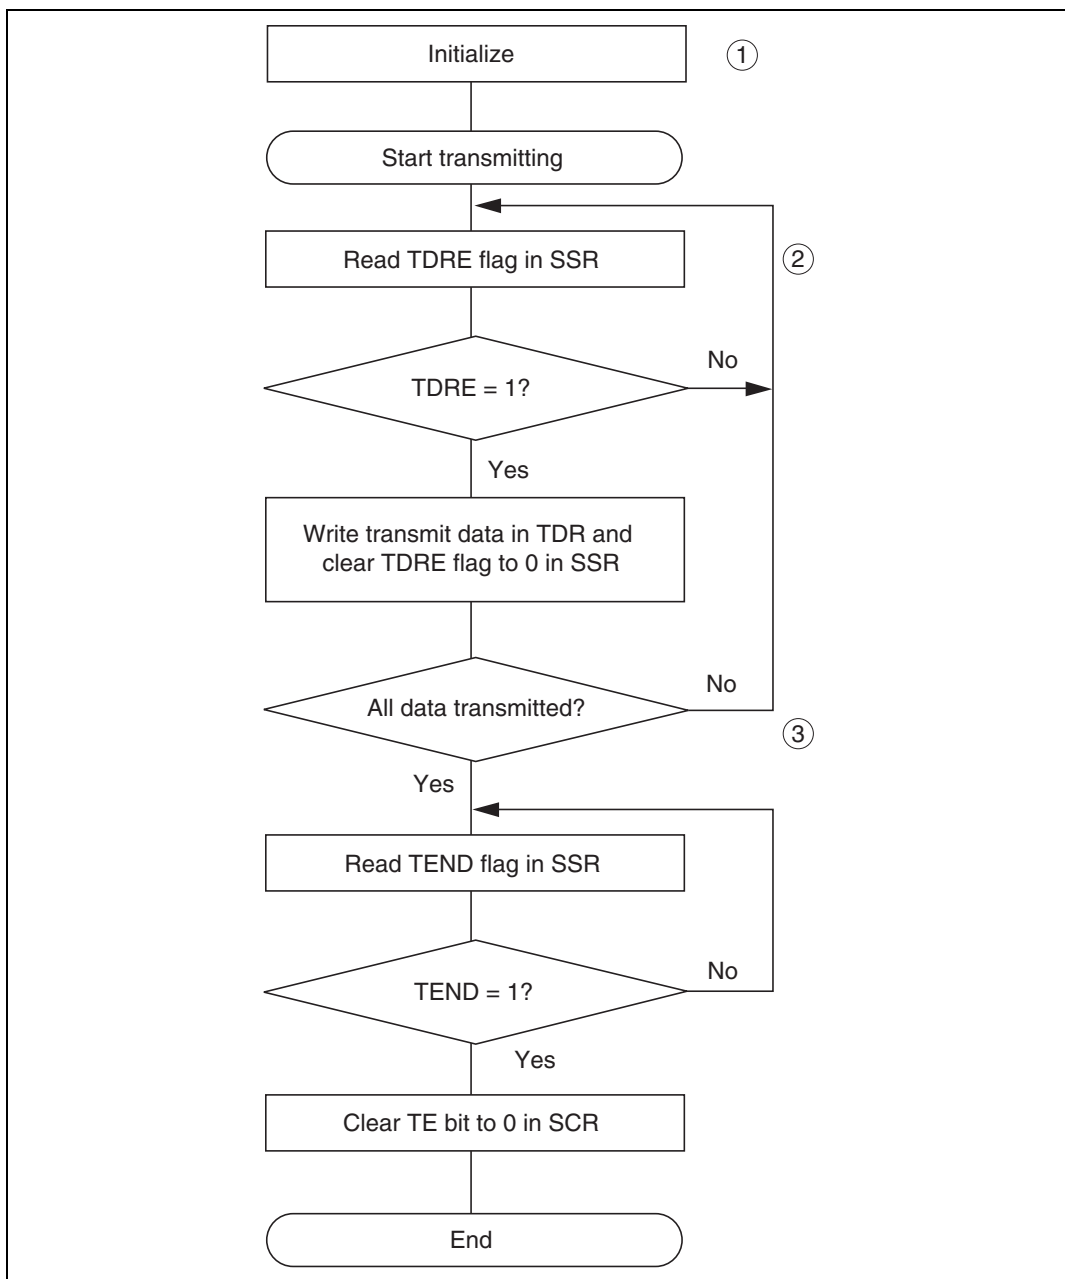 Initialize
①
Start transmitting
Read TDRE flag in SSR
②
TDRE = 1?
No
Yes
Write transmit data in TDR and
clear TDRE flag to 0 in SSR
All data transmitted?
No
③
Yes
Read TEND flag in SSR
TEND = 1?
No
Yes
Clear TE bit to 0 in SCR
End